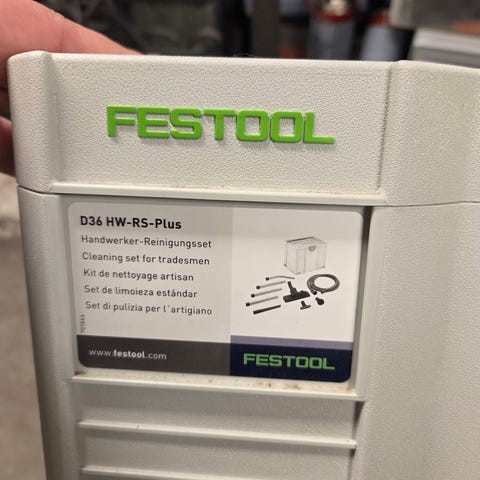 FESTOOL
D36 HW-RS-Plus
Handwerker-Reinigungsset
Cleaning set for tradesmen
Kit de nettoyage artisan
Set de limoieza estándar
Set di pulizia per l´artigiano
www.festool.com
FESTOOL